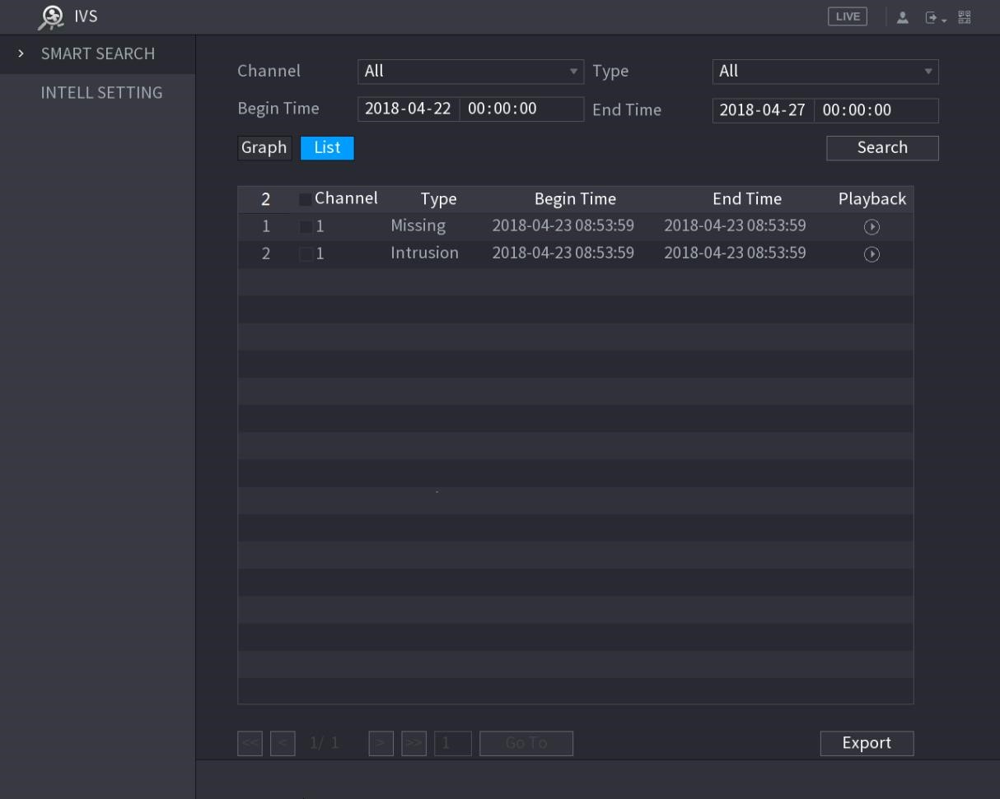 IVS LIVE
SMART SEARCH
INTELL SETTING
Channel All Type All
Begin Time 2018-04-22 00:00:00 End Time 2018-04-27 00:00:00
Graph List Search
2 Channel Type Begin Time End Time Playback
1 1 Missing 2018-04-23 08:53:59 2018-04-23 08:53:59
2 1 Intrusion 2018-04-23 08:53:59 2018-04-23 08:53:59
<< < 1/ 1 > >> 1 Go To Export